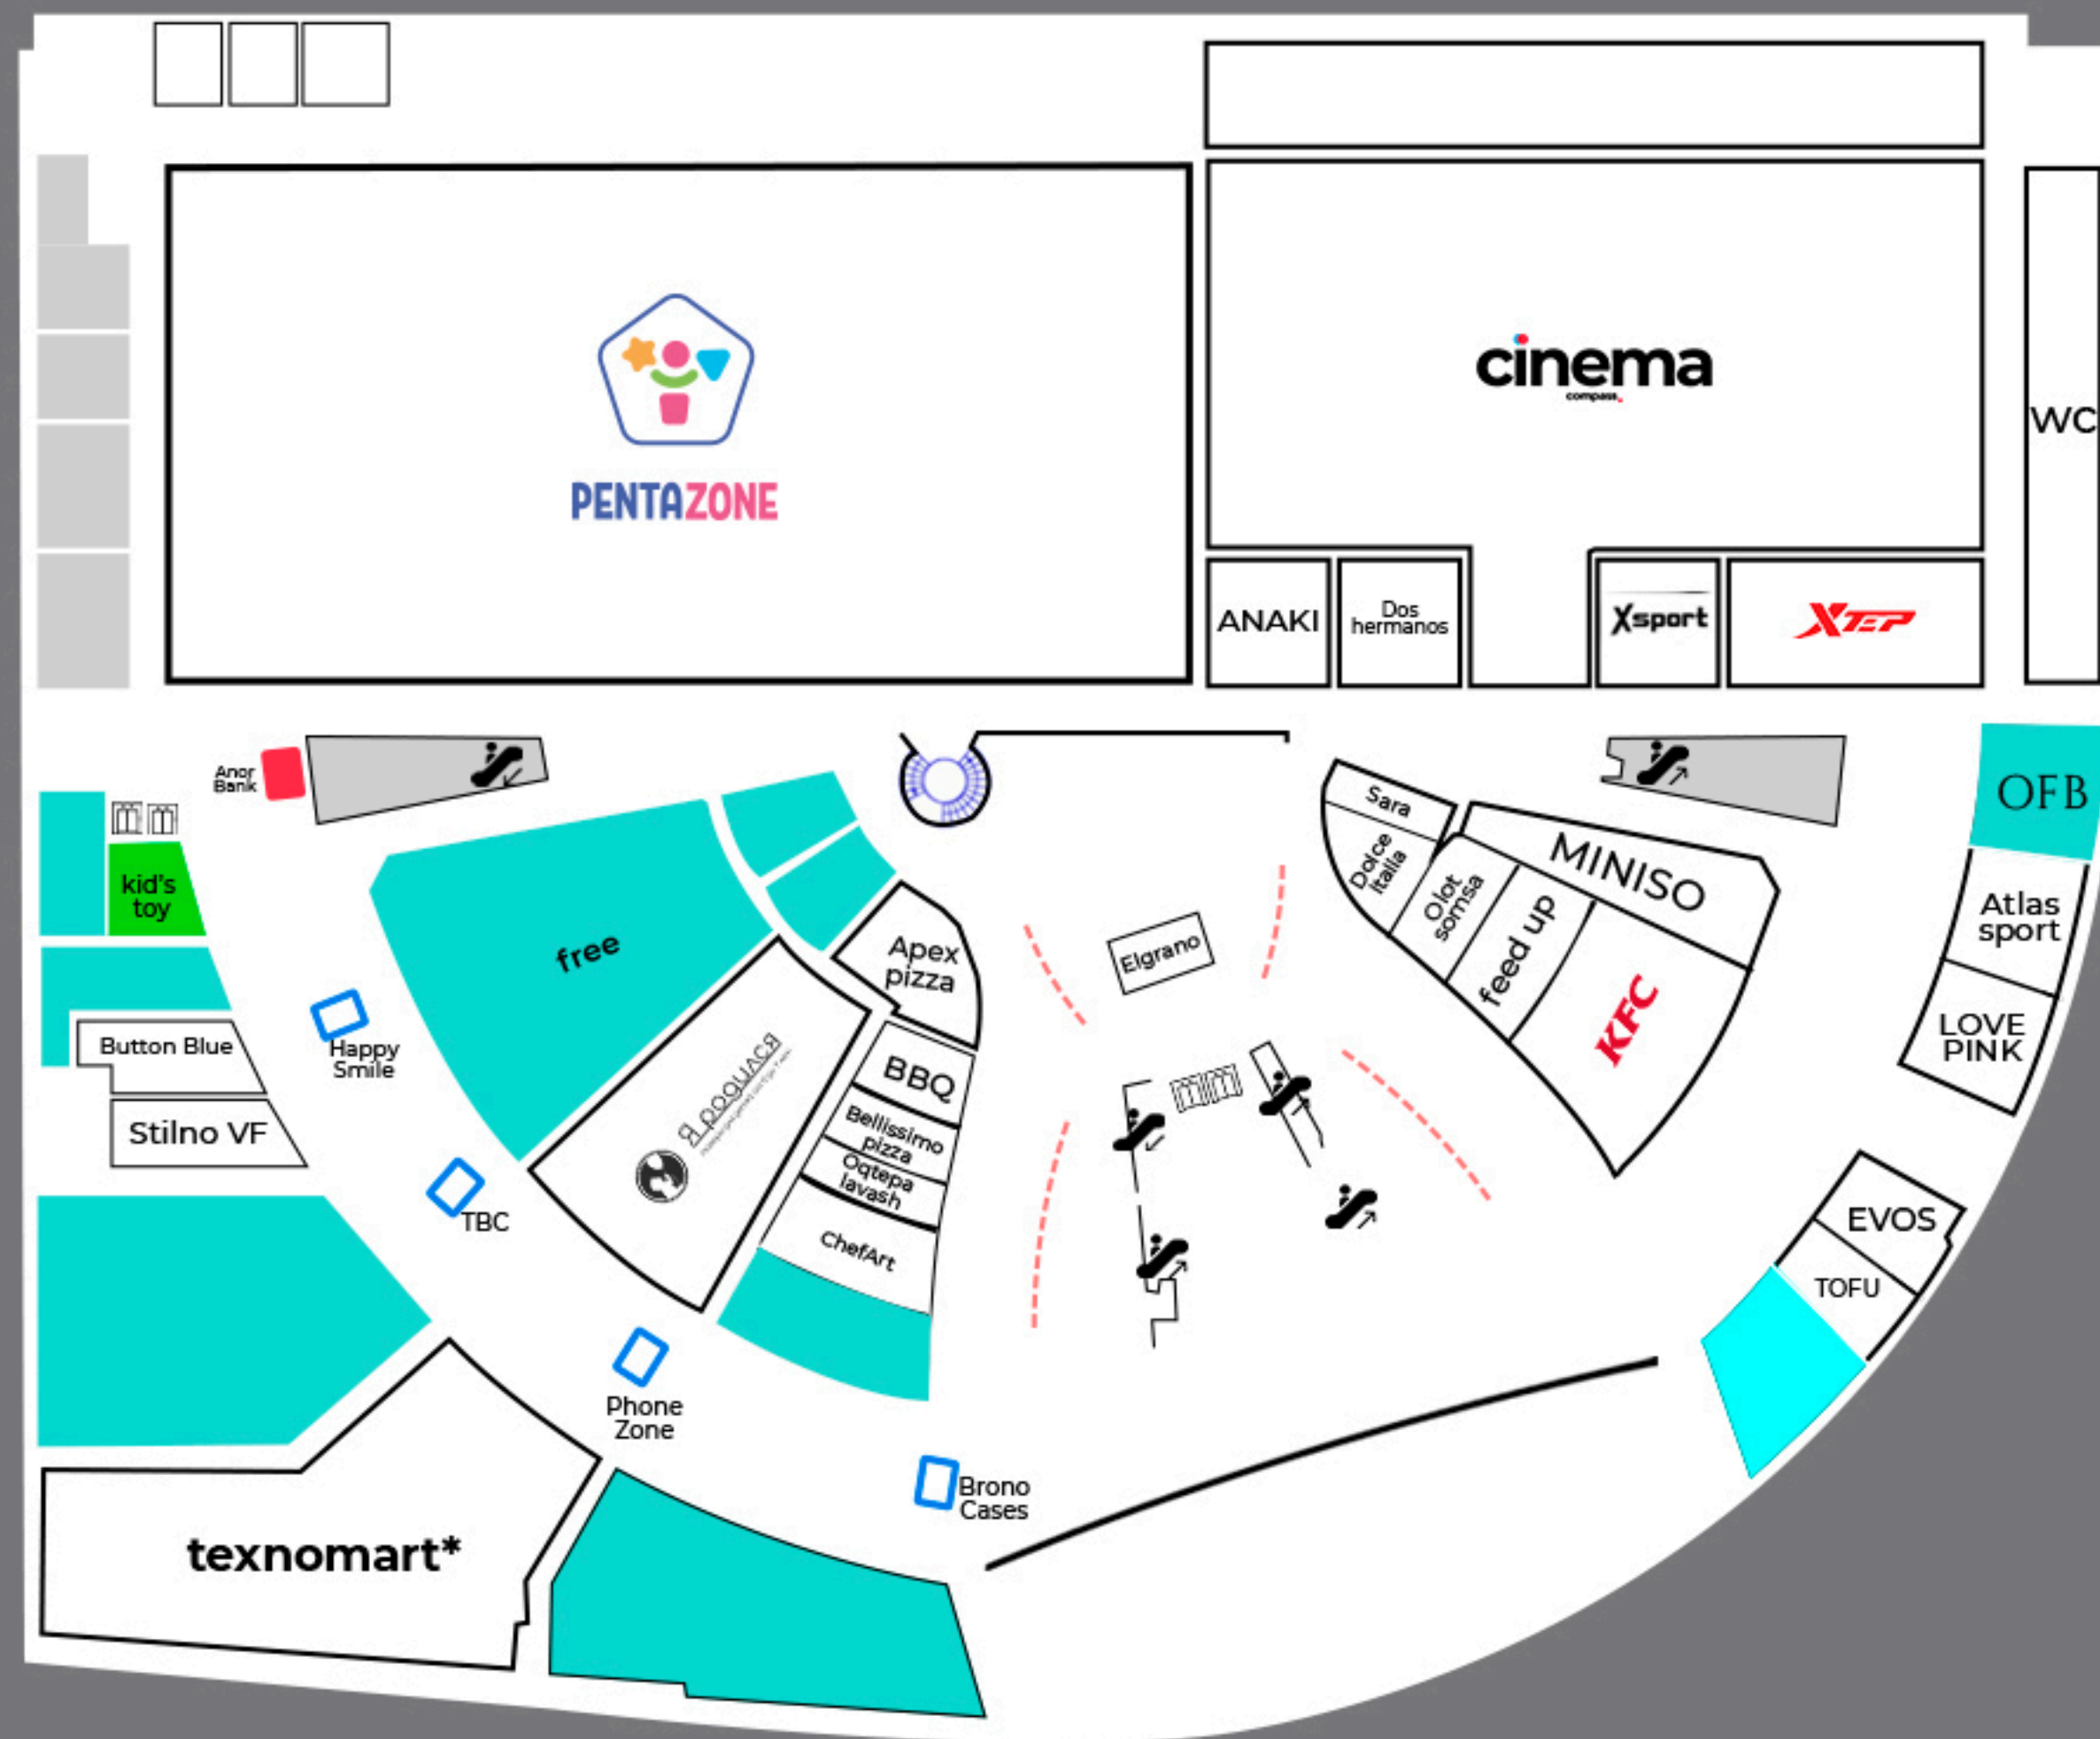 PENTAZONE
cinema
compass.
WC
ANAKI
Dos
hermanos
Xsport
XTEP
Anor
Bank
kid's
toy
free
Sara
Dolce
Italia
Olot
somsa
feed up
MINISO
KFC
OFB
Atlas
sport
LOVE
PINK
Apex
pizza
Elgrano
Button Blue
Stilno VF
Happy
Smile
TBC
Я родился
BBQ
Bellissimo
pizza
Oqtepa
lavash
ChefArt
EVOS
TOFU
Phone
Zone
Brono
Cases
texnomart*